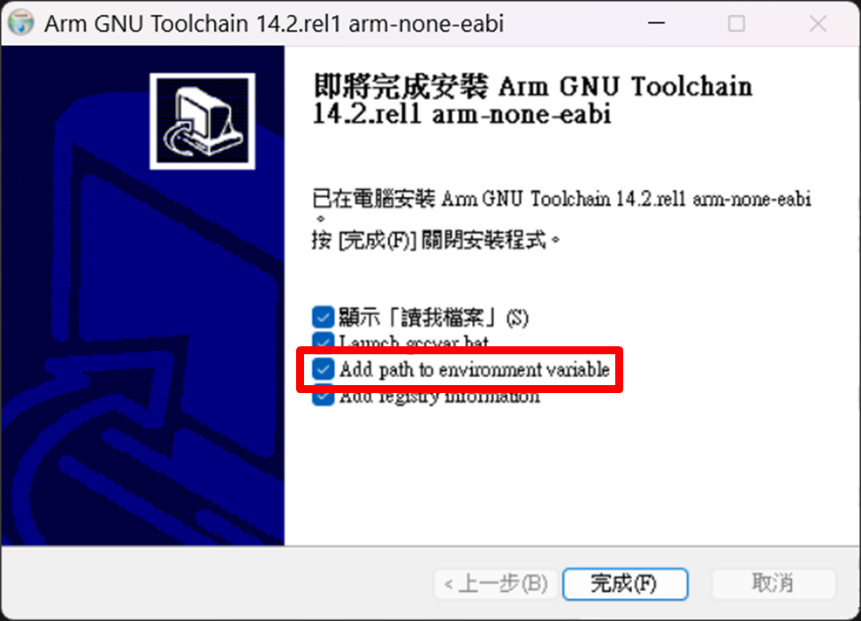 Arm GNU Toolchain 14.2.rel1 arm-none-eabi
即將完成安裝 Arm GNU Toolchain
14.2.rel1 arm-none-eabi
已在電腦安裝 Arm GNU Toolchain 14.2.rel1 arm-none-eabi
。
按 [完成(F)] 關閉安裝程式。
顯示「讀我檔案」(S)
Launch gccvar.bat
Add path to environment variable
Add registry information
< 上一步(B)
完成(F)
取消